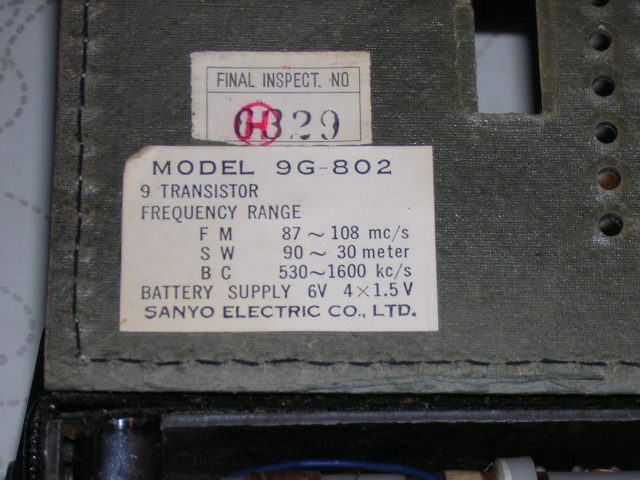 FINAL INSPECT. NO
H 29
MODEL 9G-802
9 TRANSISTOR
FREQUENCY RANGE
F M 87 ~ 108 mc/s
S W 90 ~ 30 meter
B C 530~1600 kc/s
BATTERY SUPPLY 6V 4×1.5V
SANYO ELECTRIC CO., LTD.